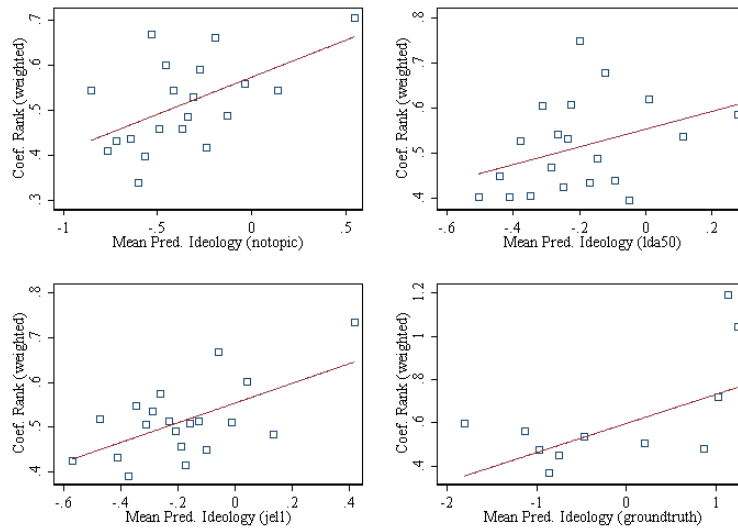 Coef. Rank (weighted)
.3 .4 .5 .6 .7
-1 -.5 0 .5
Mean Pred. Ideology (notopic)
Coef. Rank (weighted)
.4 .5 .6 .7 .8
-.6 -.4 -.2 0 .2
Mean Pred. Ideology (lda50)
Coef. Rank (weighted)
.4 .5 .6 .7 .8
-.6 -.4 -.2 0 .2 .4
Mean Pred. Ideology (jel1)
Coef. Rank (weighted)
.4 .6 .8 1 1.2
-2 -1 0 1
Mean Pred. Ideology (groundtruth)